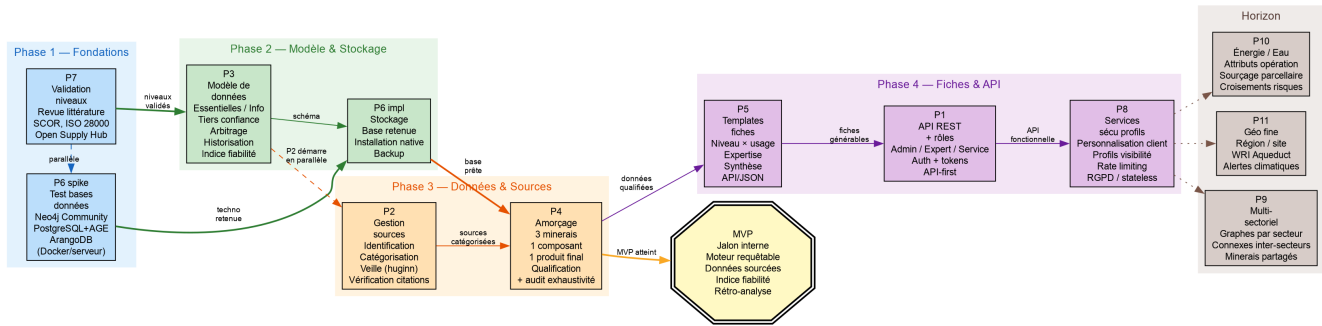 Phase 1 — Fondations
P7
Validation
niveaux
Revue littérature
SCOR, ISO 28000
Open Supply Hub
parallèle
P6 spike
Test bases
données
Neo4j Community
PostgreSQL+AGE
ArangoDB
(Docker/serveur)
niveaux
validés
techno
retenue
Phase 2 — Modèle & Stockage
P3
Modèle de
données
Essentielles / Info
Tiers confiance
Arbitrage
Historisation
Indice fiabilité
schéma
P2 démarre
en parallèle
P6 impl
Stockage
Base retenue
Installation native
Backup
base
prête
Phase 3 — Données & Sources
P2
Gestion
sources
Identification
Catégorisation
Veille (huginn)
Vérification citations
sources
catégorisées
P4
Amorçage
3 minerais
1 composant
1 produit final
Qualification
+ audit exhaustivité
données
qualifiées
MVP atteint
MVP
Jalon interne
Moteur requêtable
Données sourcées
Indice fiabilité
Rétro-analyse
Phase 4 — Fiches & API
P5
Templates
fiches
Niveau × usage
Expertise
Synthèse
API/JSON
fiches
générables
P1
API REST
+ rôles
Admin / Expert / Service
Auth + tokens
API-first
API
fonctionnelle
P8
Services
sécu profils
Personnalisation client
Profils visibilité
Rate limiting
RGPD / stateless
Horizon
P10
Énergie / Eau
Attributs opération
Sourçage parcellaire
Croisements risques
P11
Géo fine
Région / site
WRI Aqueduct
Alertes climatiques
P9
Multi-
sectoriel
Graphes par secteur
Connexes inter-secteurs
Minerais partagés